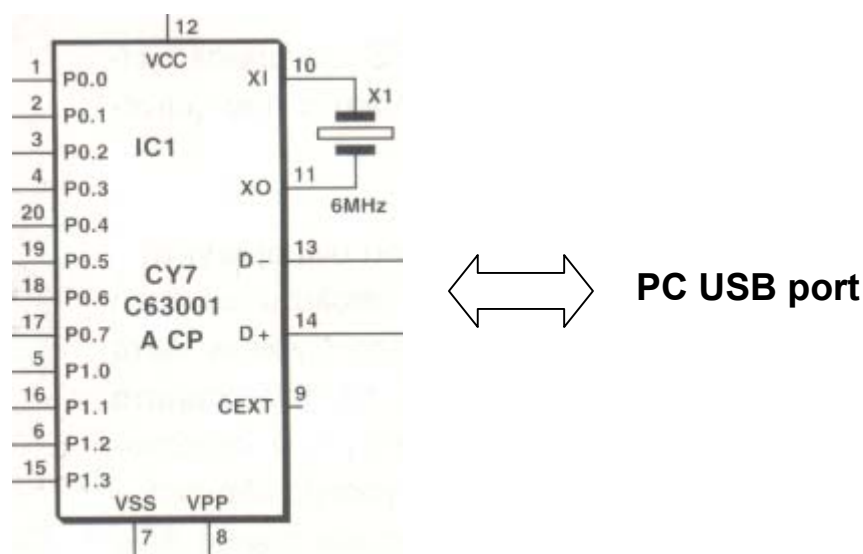 12
VCC
1 P0.0 XI 10
X1
2 P0.1
3 P0.2 IC1
4 P0.3 XO 11
6MHz
20 P0.4
19 P0.5 D- 13
CY7
18 P0.6
C63001
17 P0.7 A CP D+ 14
5 P1.0
16 P1.1 CEXT 9
6 P1.2
15 P1.3
VSS VPP
7 8
PC USB port